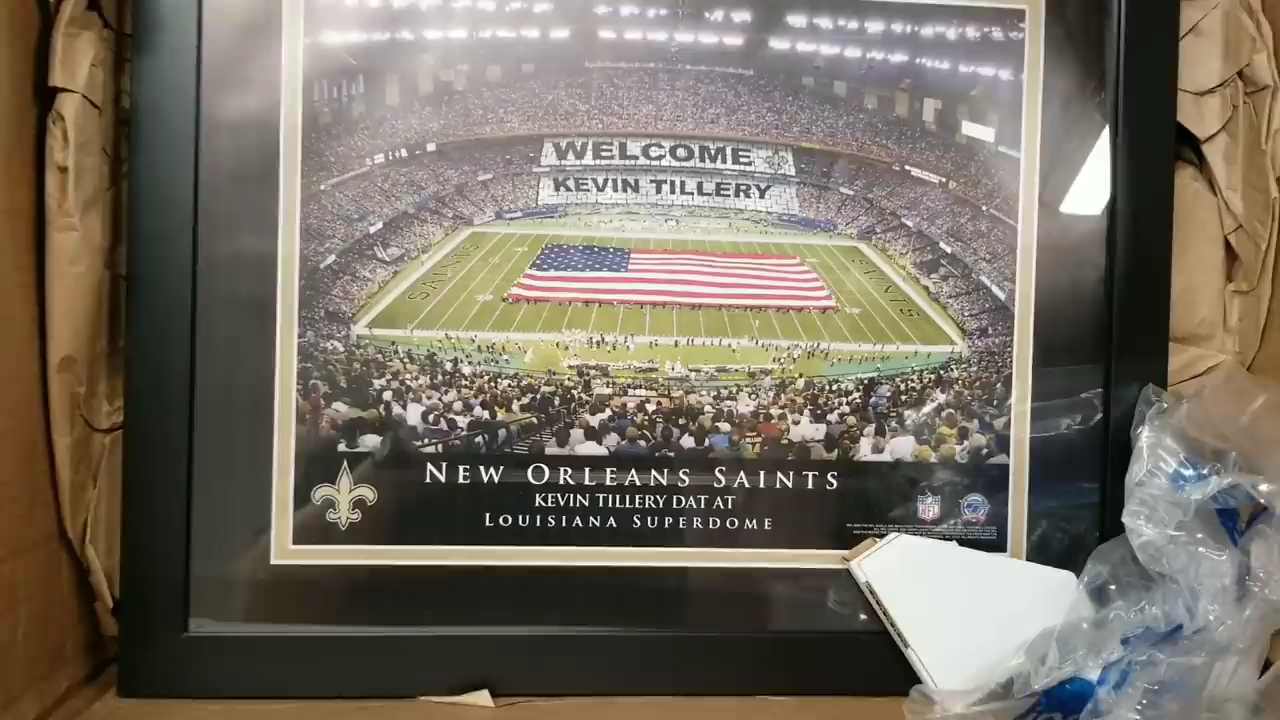 WELCOME
KEVIN TILLERY
SAINTS
SAINTS
NEW ORLEANS SAINTS
KEVIN TILLERY DAT AT
LOUISIANA SUPERDOME
NFL